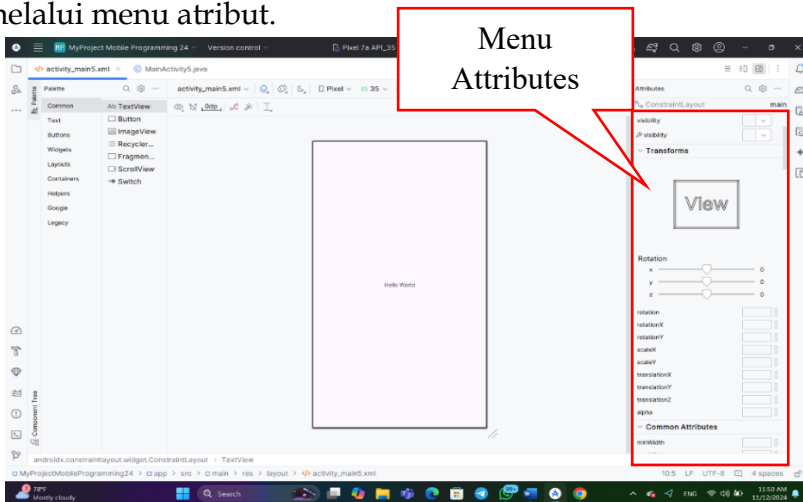 melalui menu atribut.
Menu
Attributes
MyProject Mobile Programming 24
Version control
Pixel 7a API_35
activity_main5.xml
MainActivity5.java
Palette
Palette
activity_main5.xml
Pixel
35
0dp
Common
Text
Buttons
Widgets
Layouts
Containers
Helpers
Google
Legacy
Ab TextView
Button
ImageView
Recycler...
Fragmen...
ScrollView
Switch
Hello World
Component Tree
Attributes
ConstraintLayout main
visibility
visibility
Transforms
View
Rotation
x 0
y 0
z 0
rotation
rotationX
rotationY
scaleX
scaleY
translationX
translationY
translationZ
alpha
Common Attributes
minWidth
androidx.constraintlayout.widget.ConstraintLayout > TextView
MyProjectMobileProgramming24 > app > src > main > res > layout > activity_main5.xml
10:5 LF UTF-8 4 spaces
78°F
Mostly cloudy
Search
99+
ENG
11:50 AM
11/12/2024